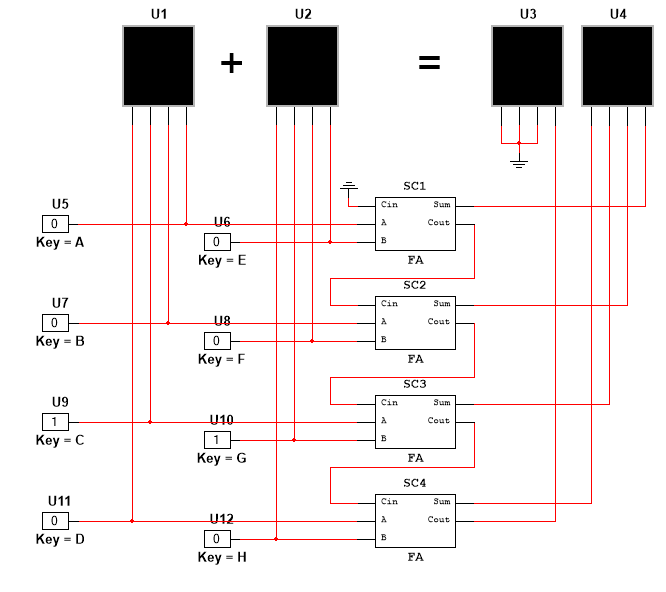 U1 U2 U3 U4
+ =
SC1
U5 Cin Sum
0 U6 A Cout
Key = A 0 B
Key = E FA
SC2
U7 Cin Sum
0 U8 A Cout
Key = B 0 B
Key = F FA
SC3
U9 Cin Sum
1 U10 A Cout
Key = C 1 B
Key = G FA
SC4
U11 Cin Sum
0 U12 A Cout
Key = D 0 B
Key = H FA